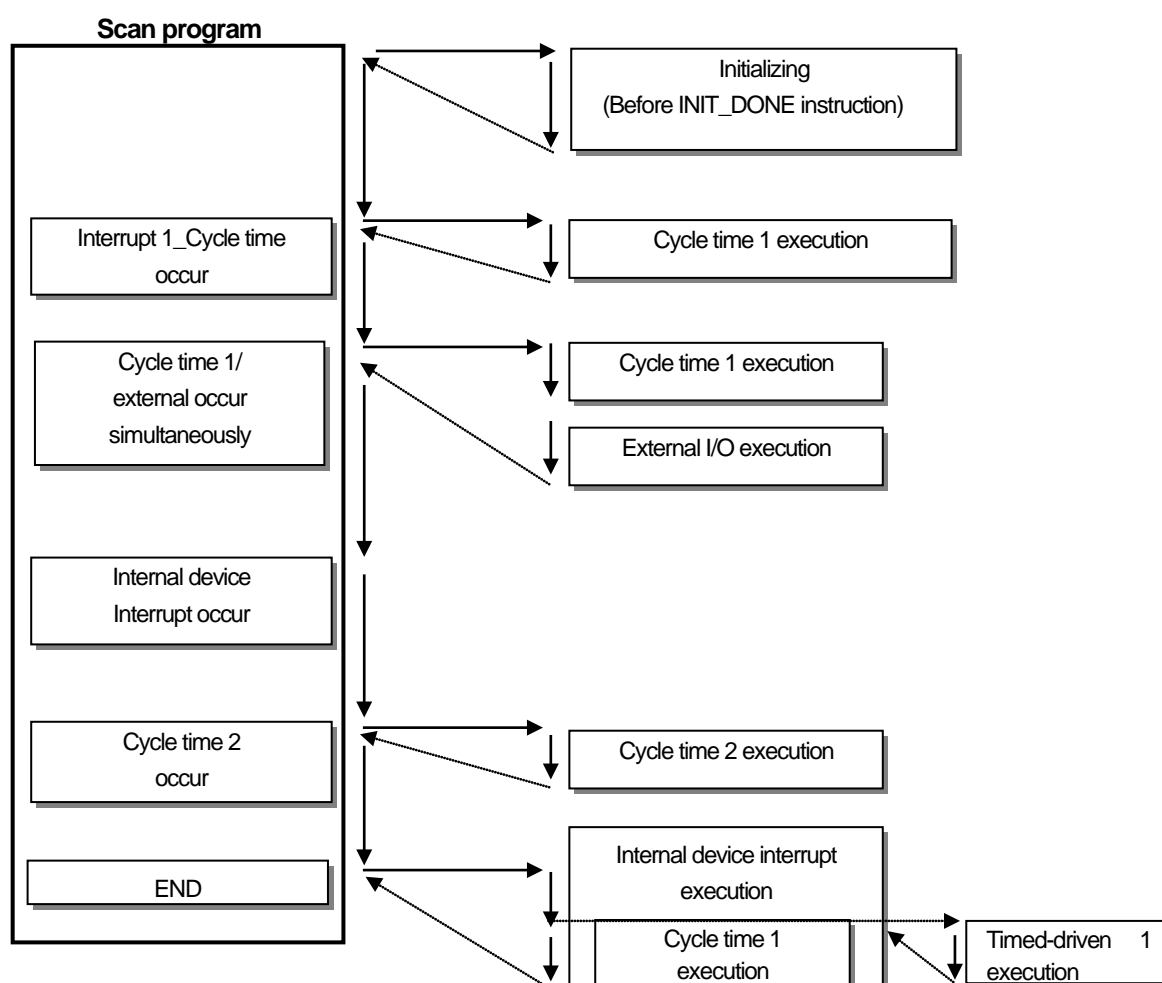 Scan program
Initializing
(Before INIT_DONE instruction)
Interrupt 1_Cycle time
occur
Cycle time 1 execution
Cycle time 1/
external occur
simultaneously
Cycle time 1 execution
External I/O execution
Internal device
Interrupt occur
Cycle time 2
occur
Cycle time 2 execution
END
Internal device interrupt
execution
Cycle time 1
execution
Timed-driven 1
execution